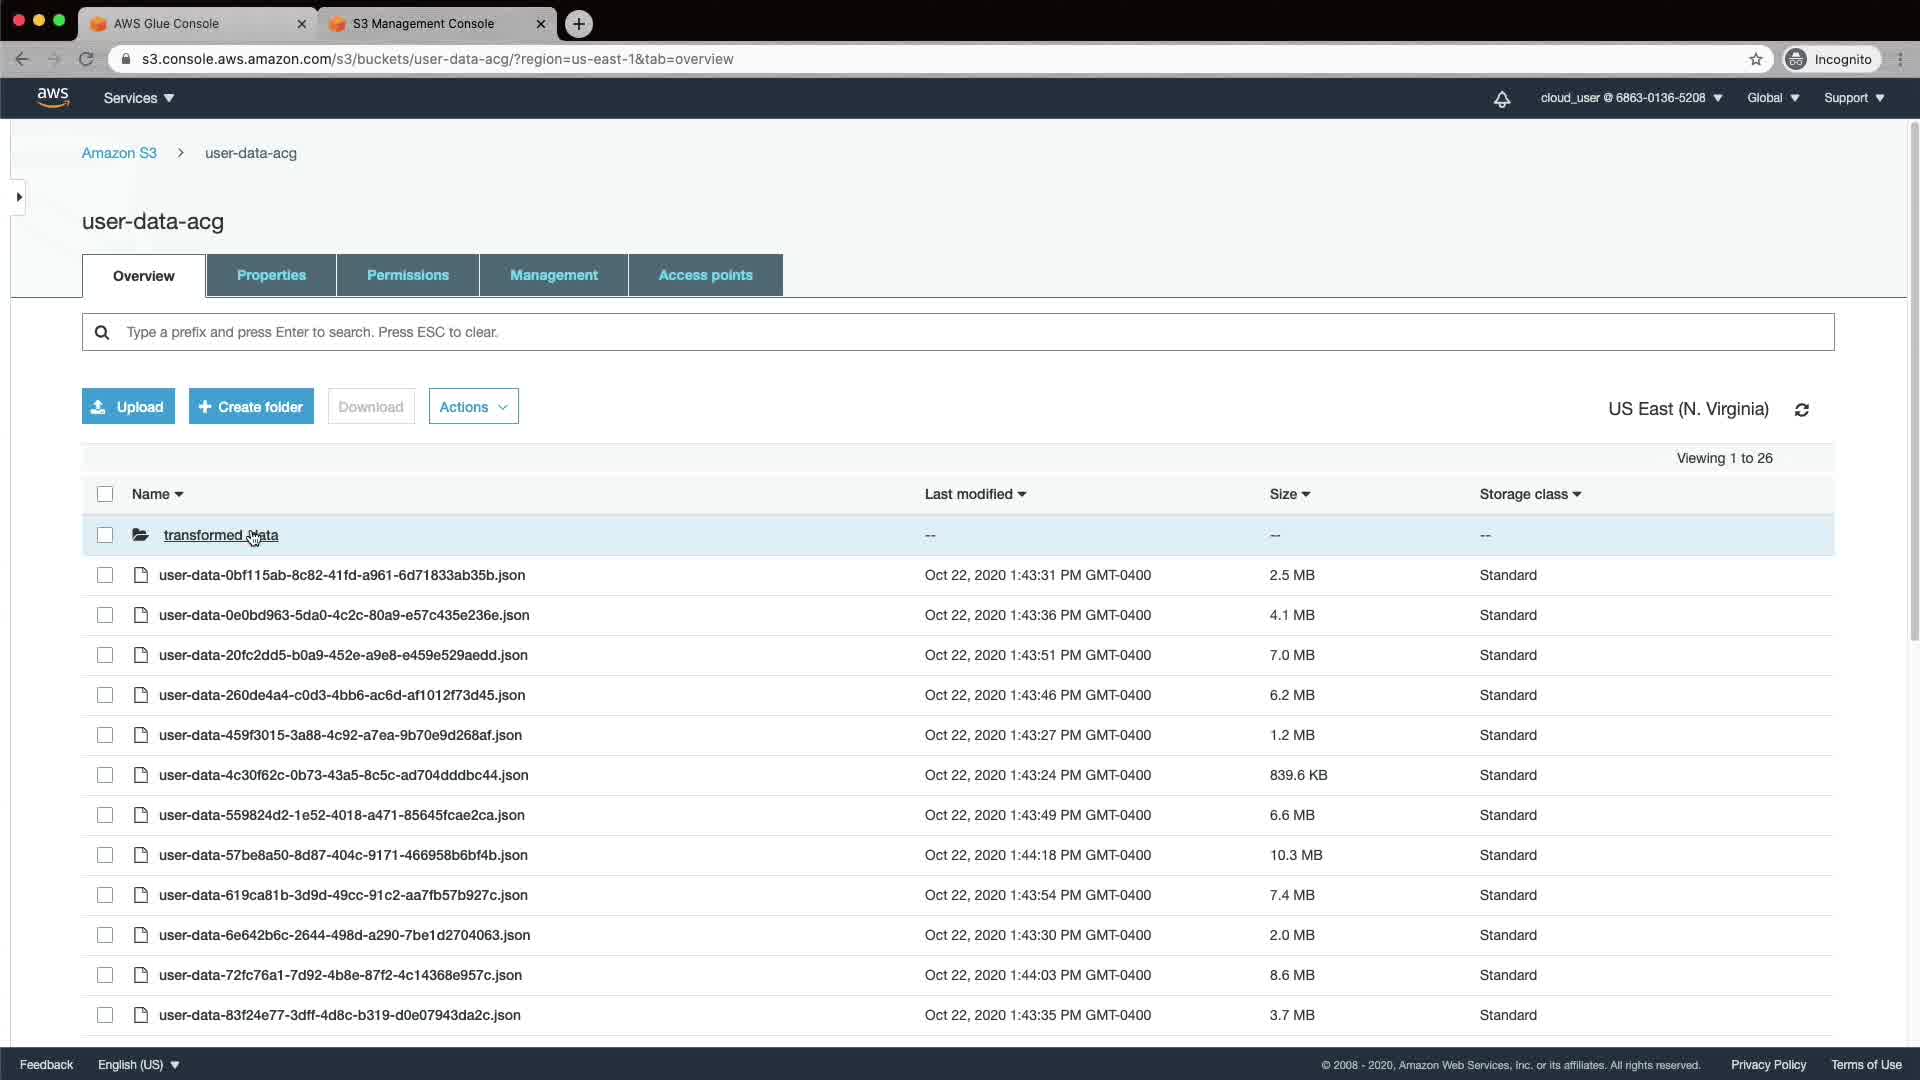 AWS Glue Console
S3 Management Console
s3.console.aws.amazon.com/s3/buckets/user-data-acg/?region=us-east-1&tab=overview
Incognito
aws
Services
cloud_user @ 6863-0136-5208
Global
Support
Amazon S3 > user-data-acg
user-data-acg
Overview
Properties
Permissions
Management
Access points
Type a prefix and press Enter to search. Press ESC to clear.
Upload
+ Create folder
Download
Actions
US East (N. Virginia)
Viewing 1 to 26
Name Last modified Size Storage class
transformed_data -- -- --
user-data-0bf115ab-8c82-41fd-a961-6d71833ab35b.json Oct 22, 2020 1:43:31 PM GMT-0400 2.5 MB Standard
user-data-0e0bd963-5da0-4c2c-80a9-e57c435e236e.json Oct 22, 2020 1:43:36 PM GMT-0400 4.1 MB Standard
user-data-20fc2dd5-b0a9-452e-a9e8-e459e529aedd.json Oct 22, 2020 1:43:51 PM GMT-0400 7.0 MB Standard
user-data-260de4a4-c0d3-4bb6-ac6d-af1012f73d45.json Oct 22, 2020 1:43:46 PM GMT-0400 6.2 MB Standard
user-data-459f3015-3a88-4c92-a7ea-9b70e9d268af.json Oct 22, 2020 1:43:27 PM GMT-0400 1.2 MB Standard
user-data-4c30f62c-0b73-43a5-8c5c-ad704dddbc44.json Oct 22, 2020 1:43:24 PM GMT-0400 839.6 KB Standard
user-data-559824d2-1e52-4018-a471-85645fcae2ca.json Oct 22, 2020 1:43:49 PM GMT-0400 6.6 MB Standard
user-data-57be8a50-8d87-404c-9171-466958b6bf4b.json Oct 22, 2020 1:44:18 PM GMT-0400 10.3 MB Standard
user-data-619ca81b-3d9d-49cc-91c2-aa7fb57b927c.json Oct 22, 2020 1:43:54 PM GMT-0400 7.4 MB Standard
user-data-6e642b6c-2644-498d-a290-7be1d2704063.json Oct 22, 2020 1:43:30 PM GMT-0400 2.0 MB Standard
user-data-72fc76a1-7d92-4b8e-87f2-4c14368e957c.json Oct 22, 2020 1:44:03 PM GMT-0400 8.6 MB Standard
user-data-83f24e77-3dff-4d8c-b319-d0e07943da2c.json Oct 22, 2020 1:43:35 PM GMT-0400 3.7 MB Standard
Feedback
English (US)
© 2008 - 2020, Amazon Web Services, Inc. or its affiliates. All rights reserved.
Privacy Policy
Terms of Use